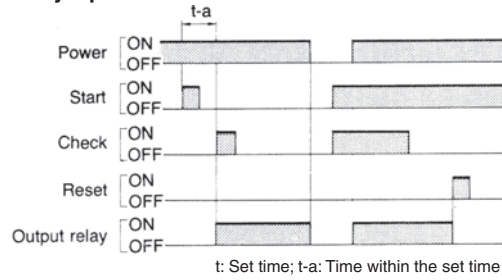 t-a
Power ON
OFF
Start ON
OFF
Check ON
OFF
Reset ON
OFF
Output relay ON
OFF
t: Set time; t-a: Time within the set time